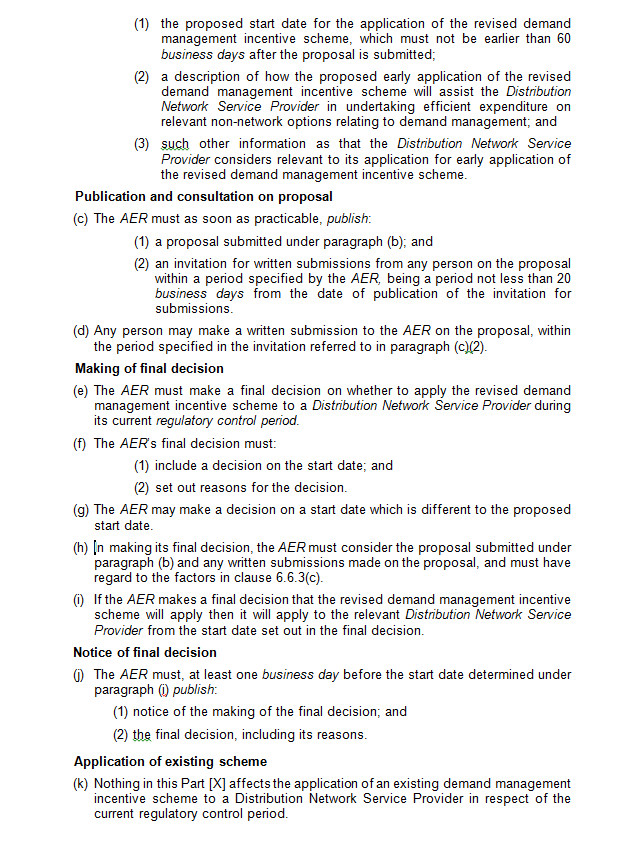 (1) the proposed start date for the application of the revised demand
management incentive scheme, which must not be earlier than 60
business days after the proposal is submitted;
(2) a description of how the proposed early application of the revised
demand management incentive scheme will assist the Distribution
Network Service Provider in undertaking efficient expenditure on
relevant non-network options relating to demand management; and
(3) such other information as that the Distribution Network Service
Provider considers relevant to its application for early application of
the revised demand management incentive scheme.
Publication and consultation on proposal
(c) The AER must as soon as practicable, publish:
(1) a proposal submitted under paragraph (b); and
(2) an invitation for written submissions from any person on the proposal
within a period specified by the AER, being a period not less than 20
business days from the date of publication of the invitation for
submissions.
(d) Any person may make a written submission to the AER on the proposal, within
the period specified in the invitation referred to in paragraph (c)(2).
Making of final decision
(e) The AER must make a final decision on whether to apply the revised demand
management incentive scheme to a Distribution Network Service Provider during
its current regulatory control period.
(f) The AER's final decision must:
(1) include a decision on the start date; and
(2) set out reasons for the decision.
(g) The AER may make a decision on a start date which is different to the proposed
start date.
(h) In making its final decision, the AER must consider the proposal submitted under
paragraph (b) and any written submissions made on the proposal, and must have
regard to the factors in clause 6.6.3(c).
(i) If the AER makes a final decision that the revised demand management incentive
scheme will apply then it will apply to the relevant Distribution Network Service
Provider from the start date set out in the final decision.
Notice of final decision
(j) The AER must, at least one business day before the start date determined under
paragraph (i) publish:
(1) notice of the making of the final decision; and
(2) the final decision, including its reasons.
Application of existing scheme
(k) Nothing in this Part [X] affects the application of an existing demand management
incentive scheme to a Distribution Network Service Provider in respect of the
current regulatory control period.